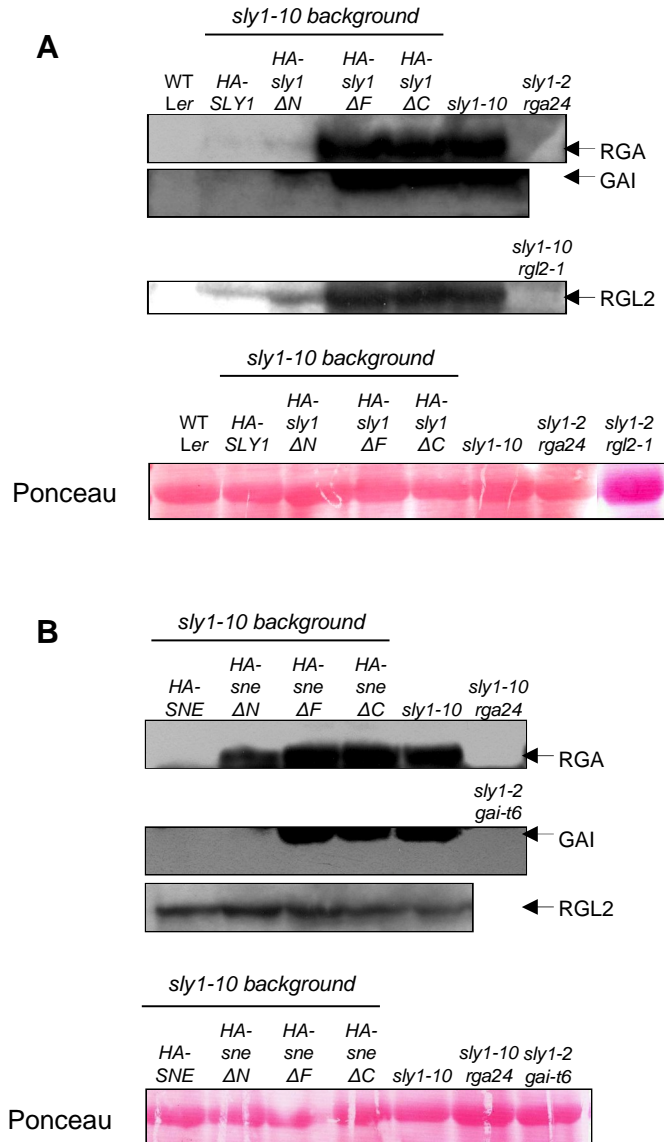 A
sly1-10 background
WT Ler HA-SLY1 HA-sly1 ΔN HA-sly1 ΔF HA-sly1 ΔC sly1-10 sly1-2 rga24
RGA
GAI
sly1-10 rgl2-1
RGL2
sly1-10 background
WT Ler HA-SLY1 HA-sly1 ΔN HA-sly1 ΔF HA-sly1 ΔC sly1-10 sly1-2 rga24 sly1-2 rgl2-1
Ponceau
B
sly1-10 background
HA-SNE HA-sne ΔN HA-sne ΔF HA-sne ΔC sly1-10 sly1-10 rga24
RGA
sly1-2 gai-t6
GAI
RGL2
sly1-10 background
HA-SNE HA-sne ΔN HA-sne ΔF HA-sne ΔC sly1-10 sly1-10 rga24 sly1-2 gai-t6
Ponceau